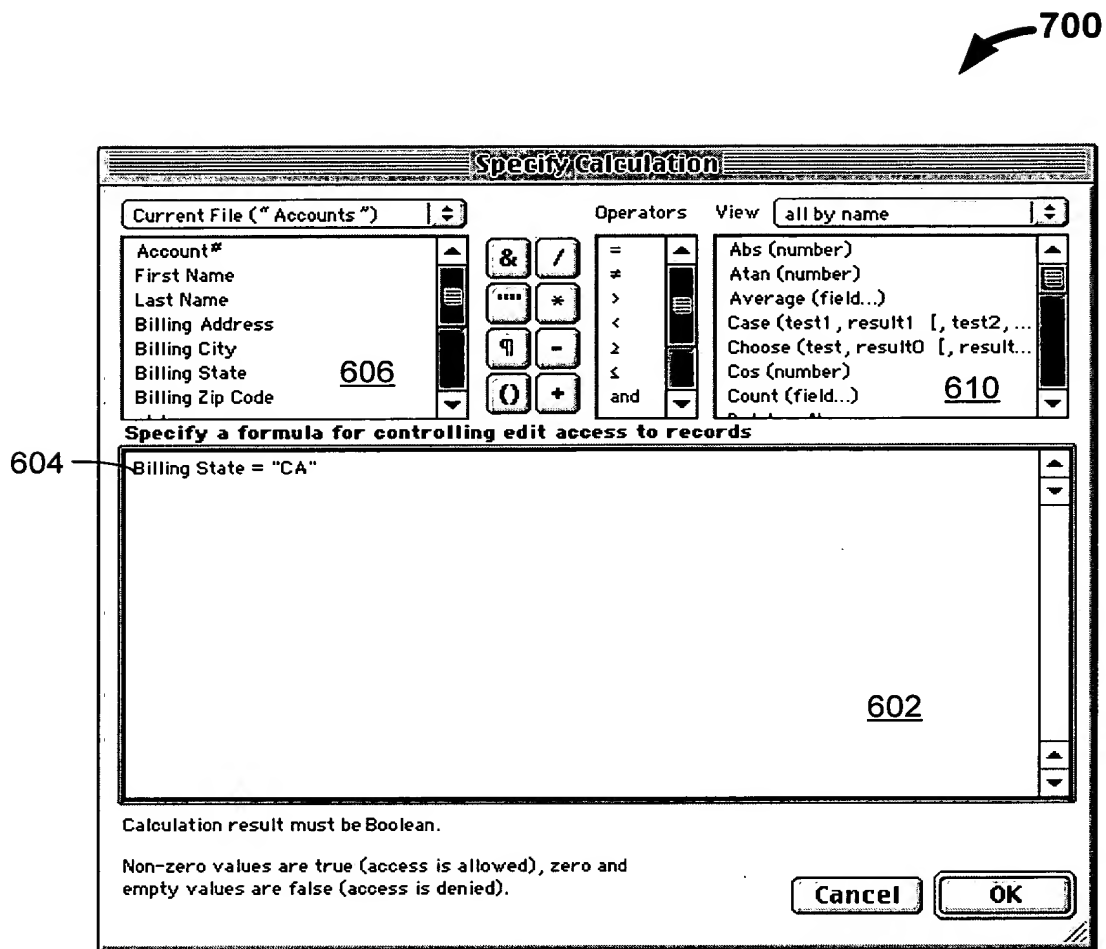 700
Specify Calculation
Current File ("Accounts")
Operators
View
all by name
Account#
First Name
Last Name
Billing Address
Billing City
Billing State
Billing Zip Code
606
& /
"" *
¶ -
() +
=
≠
>
<
≥
≤
and
Abs (number)
Atan (number)
Average (field...)
Case (test1, result1 [, test2, ...
Choose (test, result0 [, result...
Cos (number)
Count (field...)
610
Specify a formula for controlling edit access to records
604
Billing State = "CA"
602
Calculation result must be Boolean.
Non-zero values are true (access is allowed), zero and
empty values are false (access is denied).
Cancel
OK